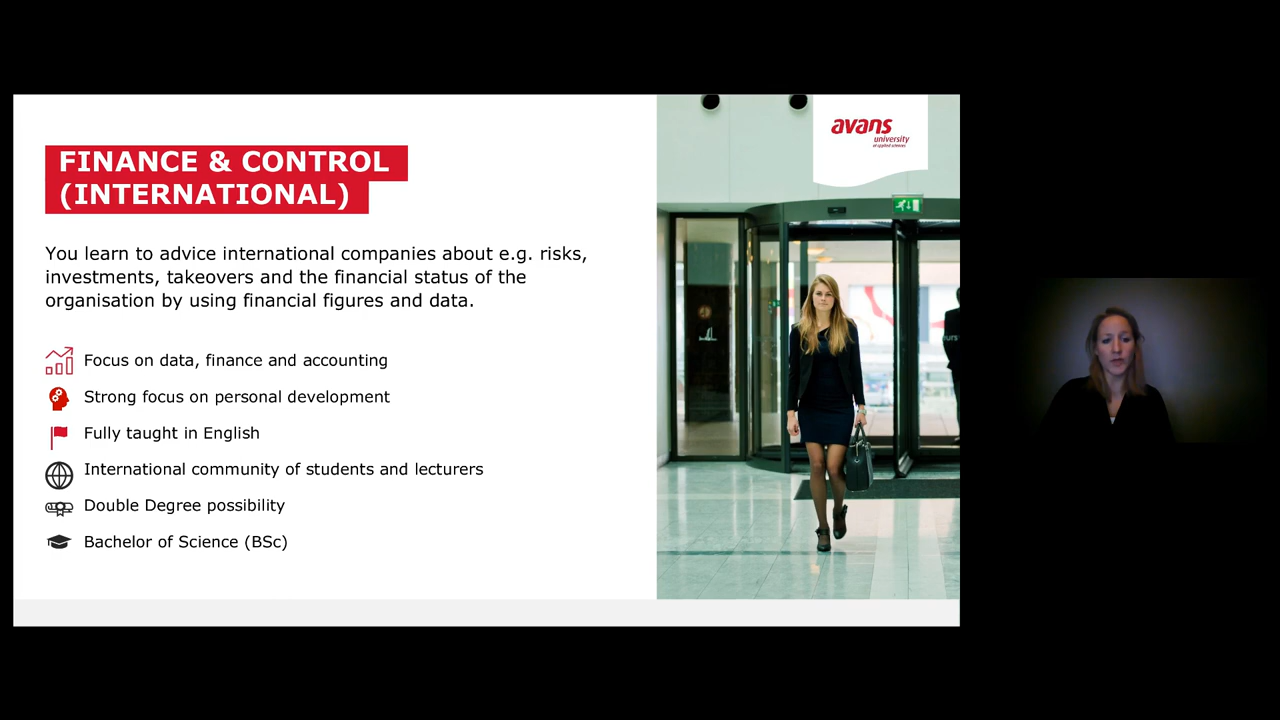 FINANCE & CONTROL
(INTERNATIONAL)
You learn to advice international companies about e.g. risks,
investments, takeovers and the financial status of the
organisation by using financial figures and data.
Focus on data, finance and accounting
Strong focus on personal development
Fully taught in English
International community of students and lecturers
Double Degree possibility
Bachelor of Science (BSc)
avans
university
of applied sciences